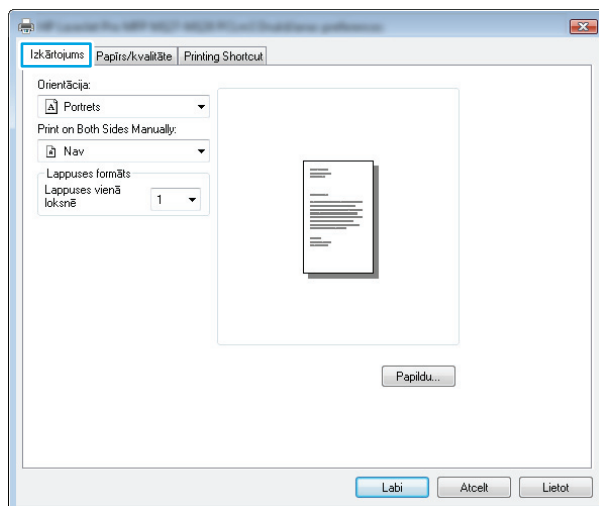 Izkārtojums Papīrs/kvalitāte Printing Shortcut
Orientācija:
Portrets
Print on Both Sides Manually:
Nav
Lappuses formāts
Lappuses vienā
loksnē
1
Papildu...
Labi Atcelt Lietot